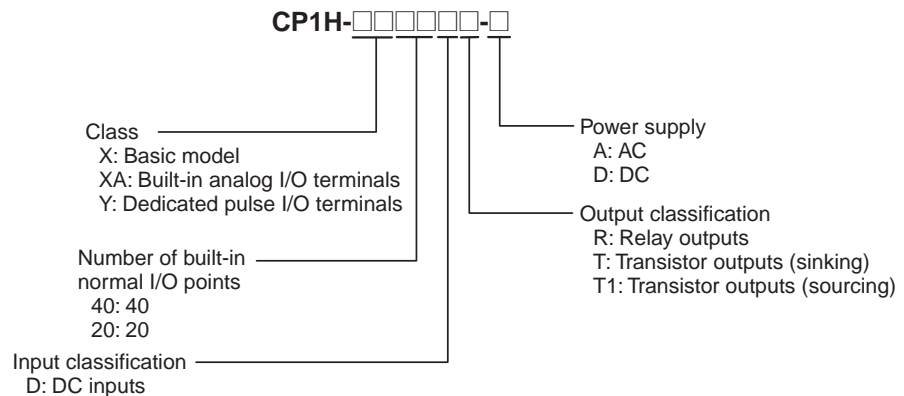 CP1H-□□□□□□-□
Class
X: Basic model
XA: Built-in analog I/O terminals
Y: Dedicated pulse I/O terminals
Number of built-in
normal I/O points
40: 40
20: 20
Input classification
D: DC inputs
Power supply
A: AC
D: DC
Output classification
R: Relay outputs
T: Transistor outputs (sinking)
T1: Transistor outputs (sourcing)